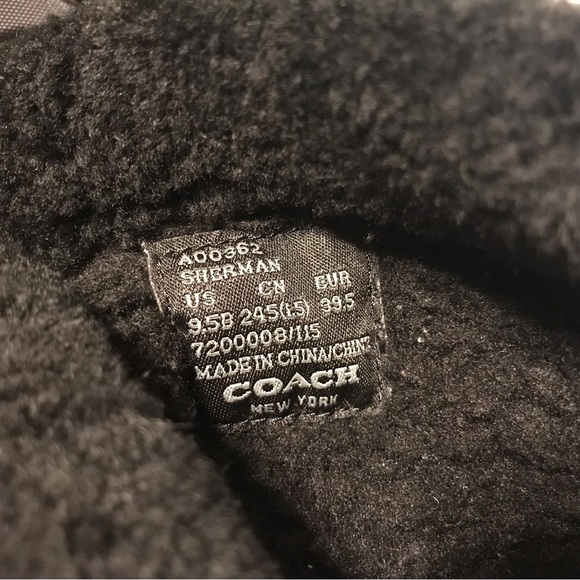 A00362
SHERMAN
US CN EUR
9.5B 245(1.5) 39.5
7200008/115
MADE IN CHINA/CHINE
COACH
NEW YORK